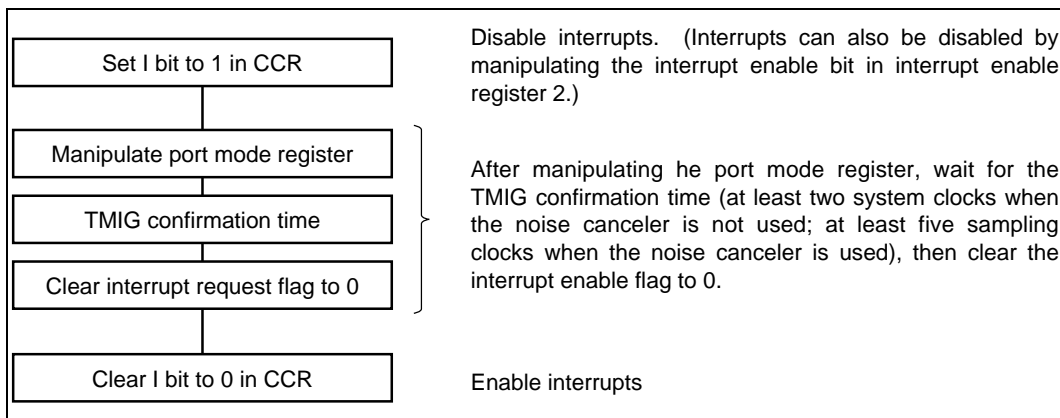 Set I bit to 1 in CCR
Disable interrupts. (Interrupts can also be disabled by
manipulating the interrupt enable bit in interrupt enable
register 2.)
Manipulate port mode register
TMIG confirmation time
Clear interrupt request flag to 0
After manipulating he port mode register, wait for the
TMIG confirmation time (at least two system clocks when
the noise canceler is not used; at least five sampling
clocks when the noise canceler is used), then clear the
interrupt enable flag to 0.
Clear I bit to 0 in CCR
Enable interrupts